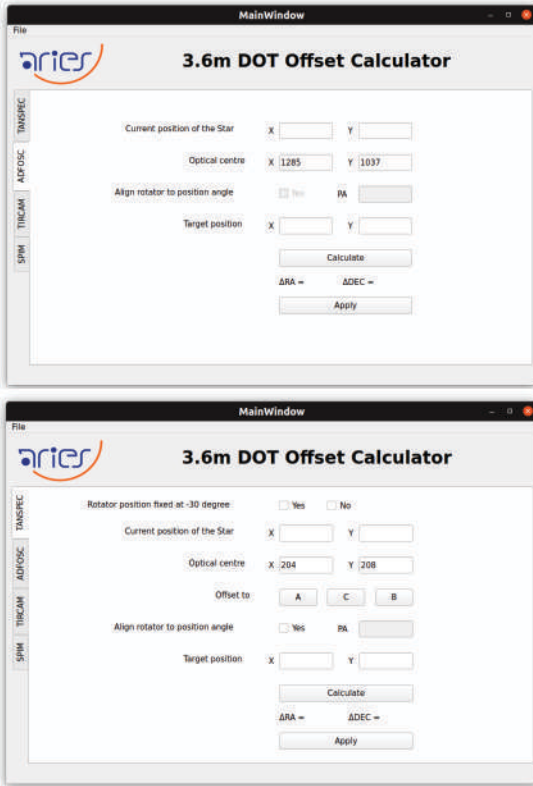 MainWindow
File
aries 3.6m DOT Offset Calculator
TANSPEC
ADFOSC
TIRCAM
SPIM
Current position of the Star X Y
Optical centre X 1285 Y 1037
Align rotator to position angle Yes PA
Target position X Y
Calculate
ΔRA = ΔDEC =
Apply
MainWindow
File
aries 3.6m DOT Offset Calculator
TANSPEC
ADFOSC
TIRCAM
SPIM
Rotator position fixed at -30 degree Yes No
Current position of the Star X Y
Optical centre X 204 Y 208
Offset to A C B
Align rotator to position angle Yes PA
Target position X Y
Calculate
ΔRA = ΔDEC =
Apply